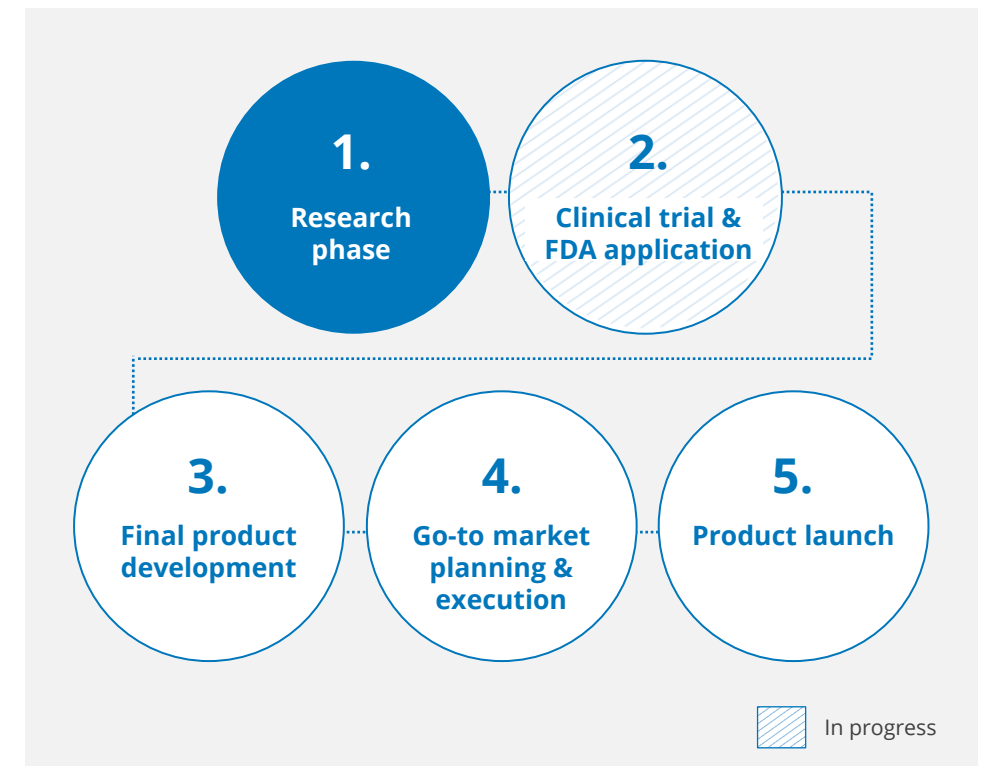 1.
Research
phase
2.
Clinical trial &
FDA application
3.
Final product
development
4.
Go-to market
planning &
execution
5.
Product launch
In progress